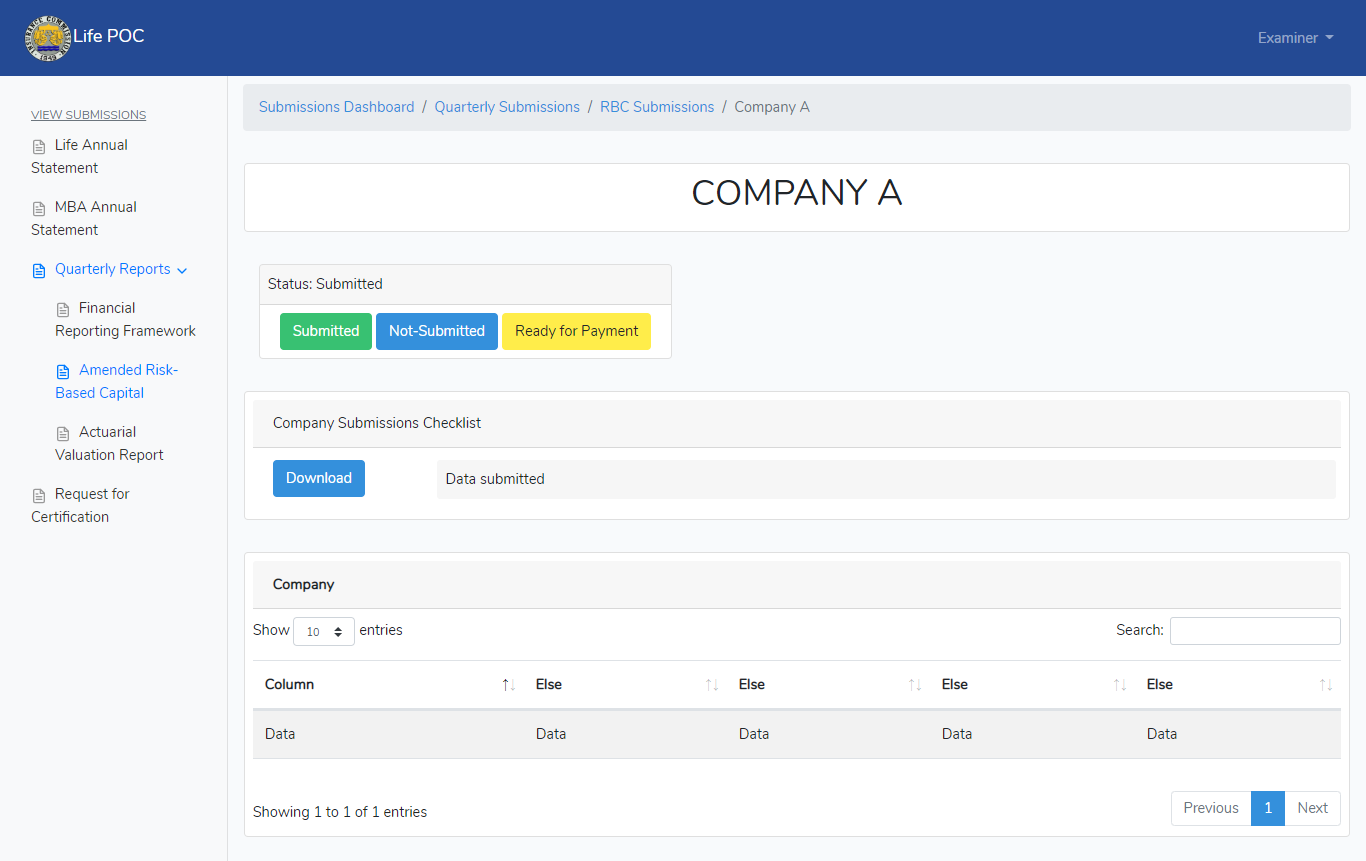 INSURANCE COMMISSION
1949
Life POC
Examiner
VIEW SUBMISSIONS
Life Annual
Statement
MBA Annual
Statement
Quarterly Reports
Financial
Reporting Framework
Amended Risk-
Based Capital
Actuarial
Valuation Report
Request for
Certification
Submissions Dashboard / Quarterly Submissions / RBC Submissions / Company A
COMPANY A
Status: Submitted
Submitted Not-Submitted Ready for Payment
Company Submissions Checklist
Download Data submitted
Company
Show 10 entries Search:
Column Else Else Else Else
Data Data Data Data Data
Showing 1 to 1 of 1 entries Previous 1 Next